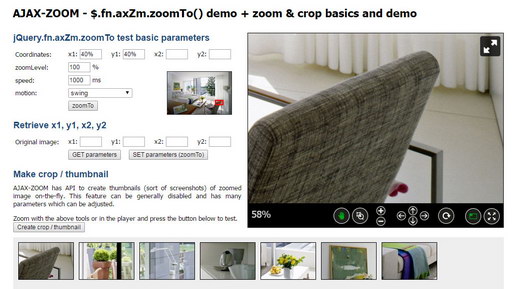 AJAX-ZOOM - $.fn.axZm.zoomTo() demo + zoom & crop basics and demo
jQuery.fn.axZm.zoomTo test basic parameters
Coordinates: x1: 40% y1: 40% x2: y2:
zoomLevel: 100 %
speed: 1000 ms
motion: swing
zoomTo
Retrieve x1, y1, x2, y2
Original image: x1: y1: x2: y2:
GET parameters SET parameters (zoomTo)
Make crop / thumbnail
AJAX-ZOOM has API to create thumbnails (sort of screenshots) of zoomed
image on-the-fly. This feature can be generally disabled and has many
parameters which can be adjusted.
Zoom with the above tools or in the player and press the button below to test.
Create crop / thumbnail
58%